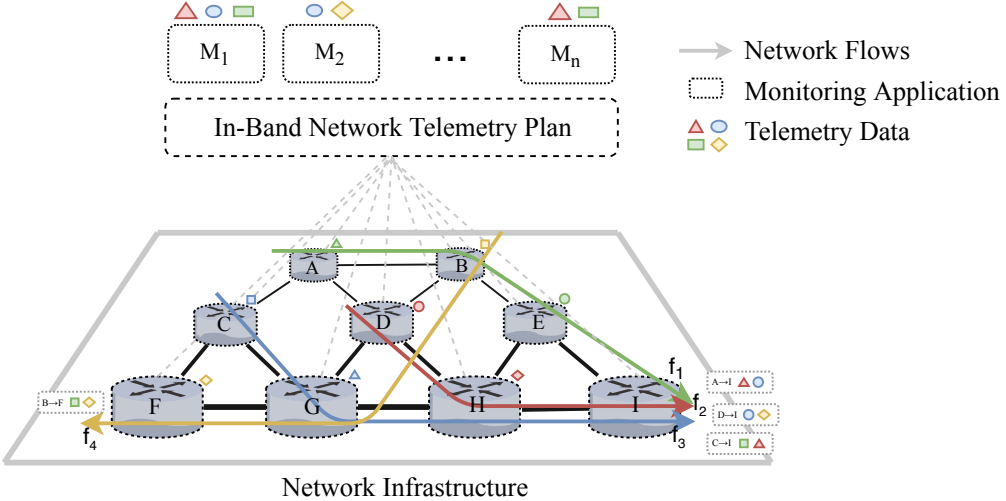 M1
M2
...
Mn
Network Flows
Monitoring Application
Telemetry Data
In-Band Network Telemetry Plan
A
B
C
D
E
F
G
H
I
f1
f2
f3
f4
A→I
D→I
C→I
B→F
Network Infrastructure